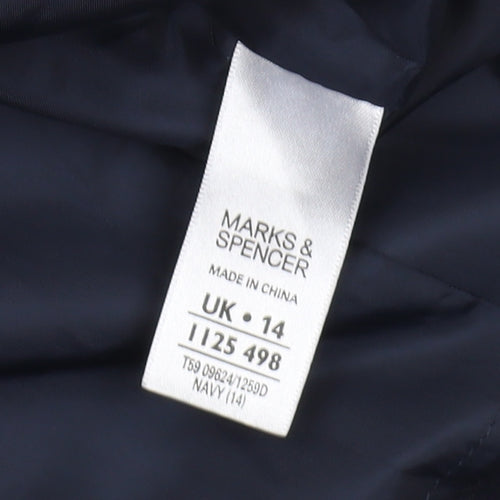 MARKS &
SPENCER
MADE IN CHINA
UK • 14
1125 498
T59 09624/1259D
NAVY (14)